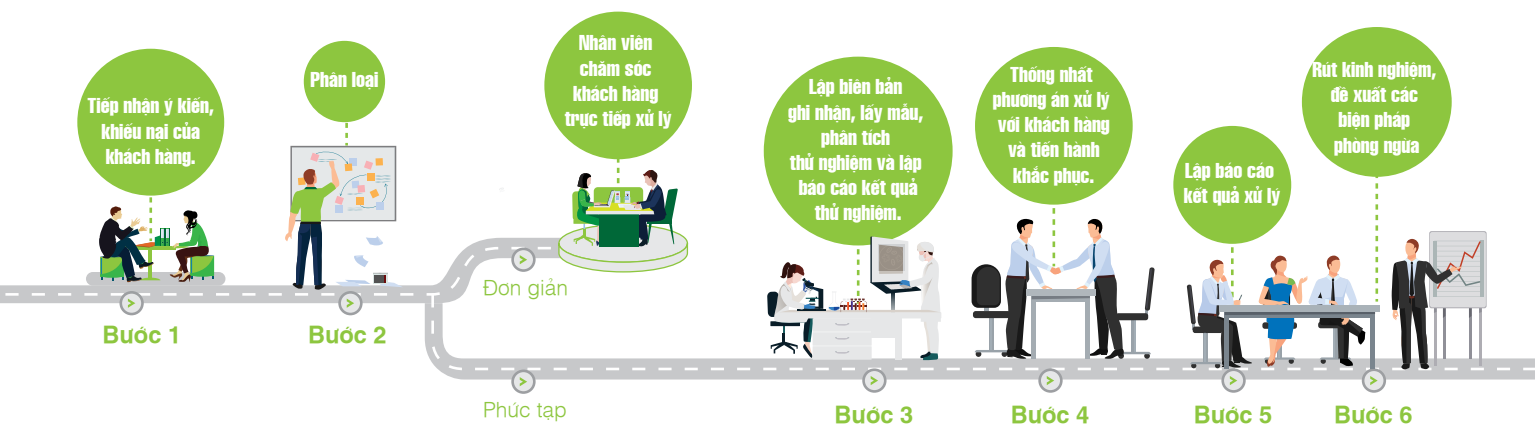 Tiếp nhận ý kiến,
khiếu nại của
khách hàng.
Bước 1
Phân loại
Bước 2
Nhân viên
chăm sóc
khách hàng
trực tiếp xử lý
Đơn giản
Phức tạp
Lập biên bản
ghi nhận, lấy mẫu,
phân tích
thử nghiệm và lập
báo cáo kết quả
thử nghiệm.
Bước 3
Thống nhất
phương án xử lý
với khách hàng
và tiến hành
khắc phục.
Bước 4
Lập báo cáo
kết quả xử lý
Bước 5
Rút kinh nghiệm,
đề xuất các
biện pháp
phòng ngừa
Bước 6